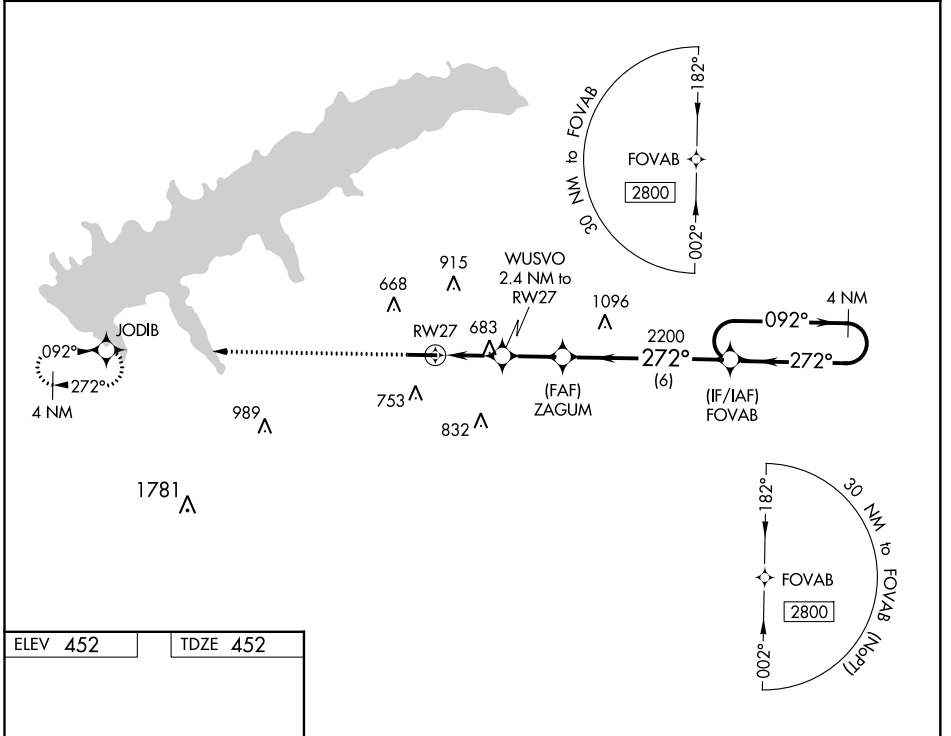 182°
30 NM to FOVAB
FOVAB
2800
002°
WUSVO
2.4 NM to
RW27
915
668
1096
4 NM
JODIB
RW27
683
2200
092°
092°
272°
272°
272°
(6)
4 NM
(FAF)
ZAGUM
(IF/IAF)
FOVAB
753
989
832
1781
182°
30 NM to FOVAB (NoPT)
FOVAB
2800
002°
ELEV 452
TDZE 452